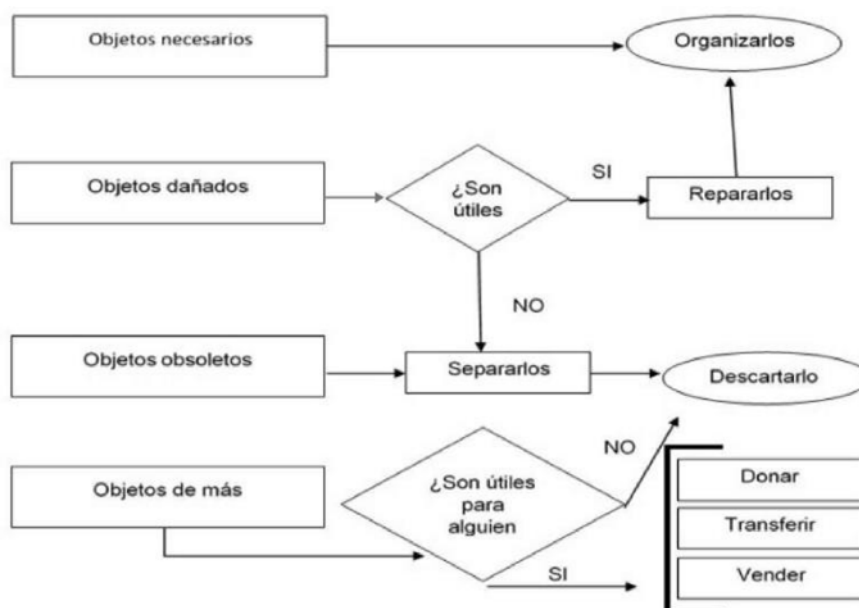 Objetos necesarios
Organizarlos
Objetos dañados
¿Son
útiles
SI
Repararlos
NO
Objetos obsoletos
Separarlos
Descartarlo
Objetos de más
¿Son útiles
para
alguien
NO
SI
Donar
Transferir
Vender